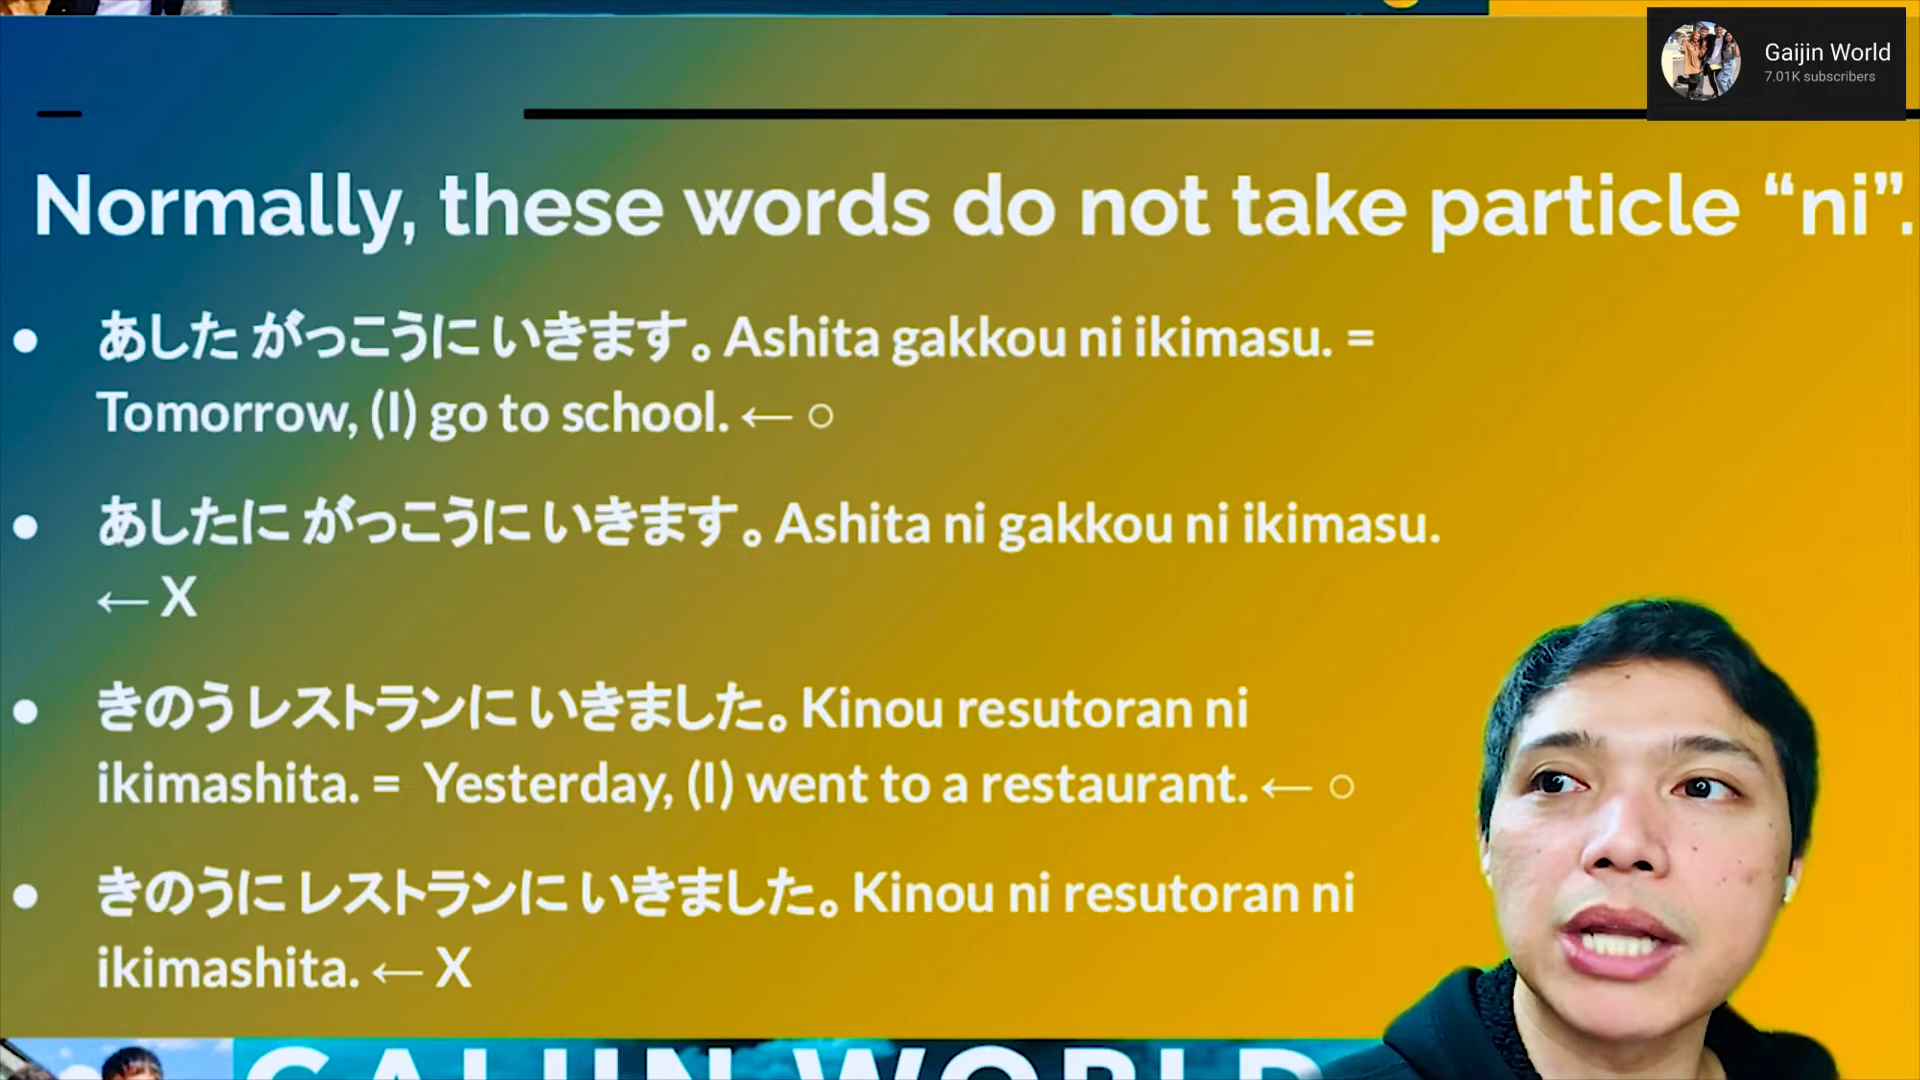 Gaijin World
7.01K subscribers
Normally, these words do not take particle “ni”.
● あした がっこうに いきます。Ashita gakkou ni ikimasu. =
Tomorrow, (I) go to school. ← ○
● あしたに がっこうに いきます。Ashita ni gakkou ni ikimasu.
← X
● きのう レストランに いきました。Kinou resutoran ni
ikimashita. = Yesterday, (I) went to a restaurant. ← ○
● きのうに レストランに いきました。Kinou ni resutoran ni
ikimashita. ← X
GAIJIN WORLD